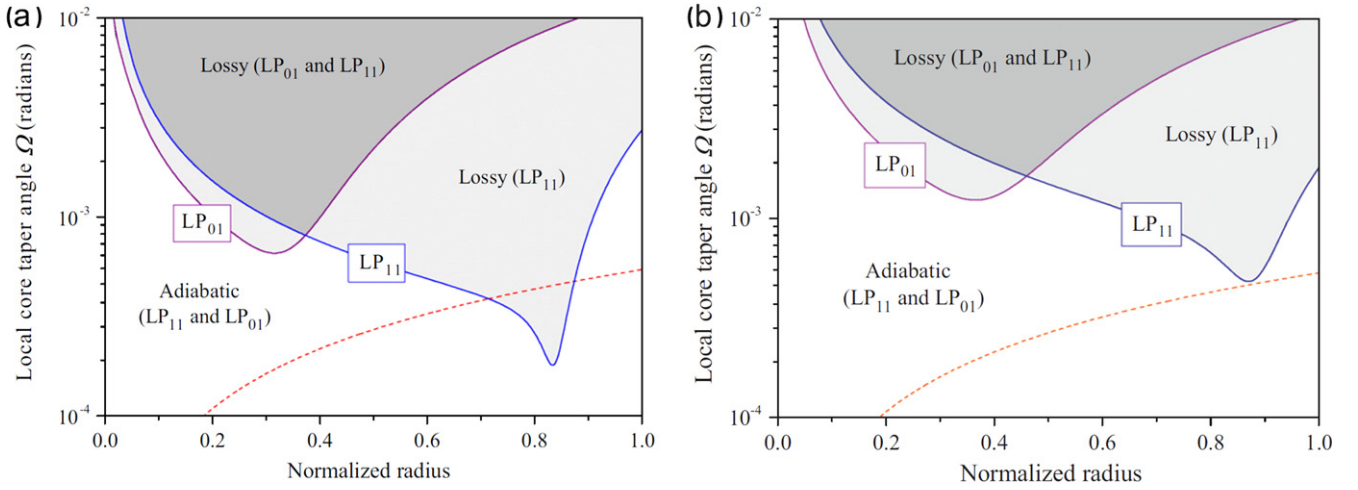 (a)
10⁻²
10⁻³
10⁻⁴
Local core taper angle Ω (radians)
Lossy (LP₀₁ and LP₁₁)
Lossy (LP₁₁)
LP₀₁
LP₁₁
Adiabatic
(LP₁₁ and LP₀₁)
0.0 0.2 0.4 0.6 0.8 1.0
Normalized radius
(b)
10⁻²
10⁻³
10⁻⁴
Local core taper angle Ω (radians)
Lossy (LP₀₁ and LP₁₁)
Lossy (LP₁₁)
LP₀₁
LP₁₁
Adiabatic
(LP₁₁ and LP₀₁)
0.0 0.2 0.4 0.6 0.8 1.0
Normalized radius